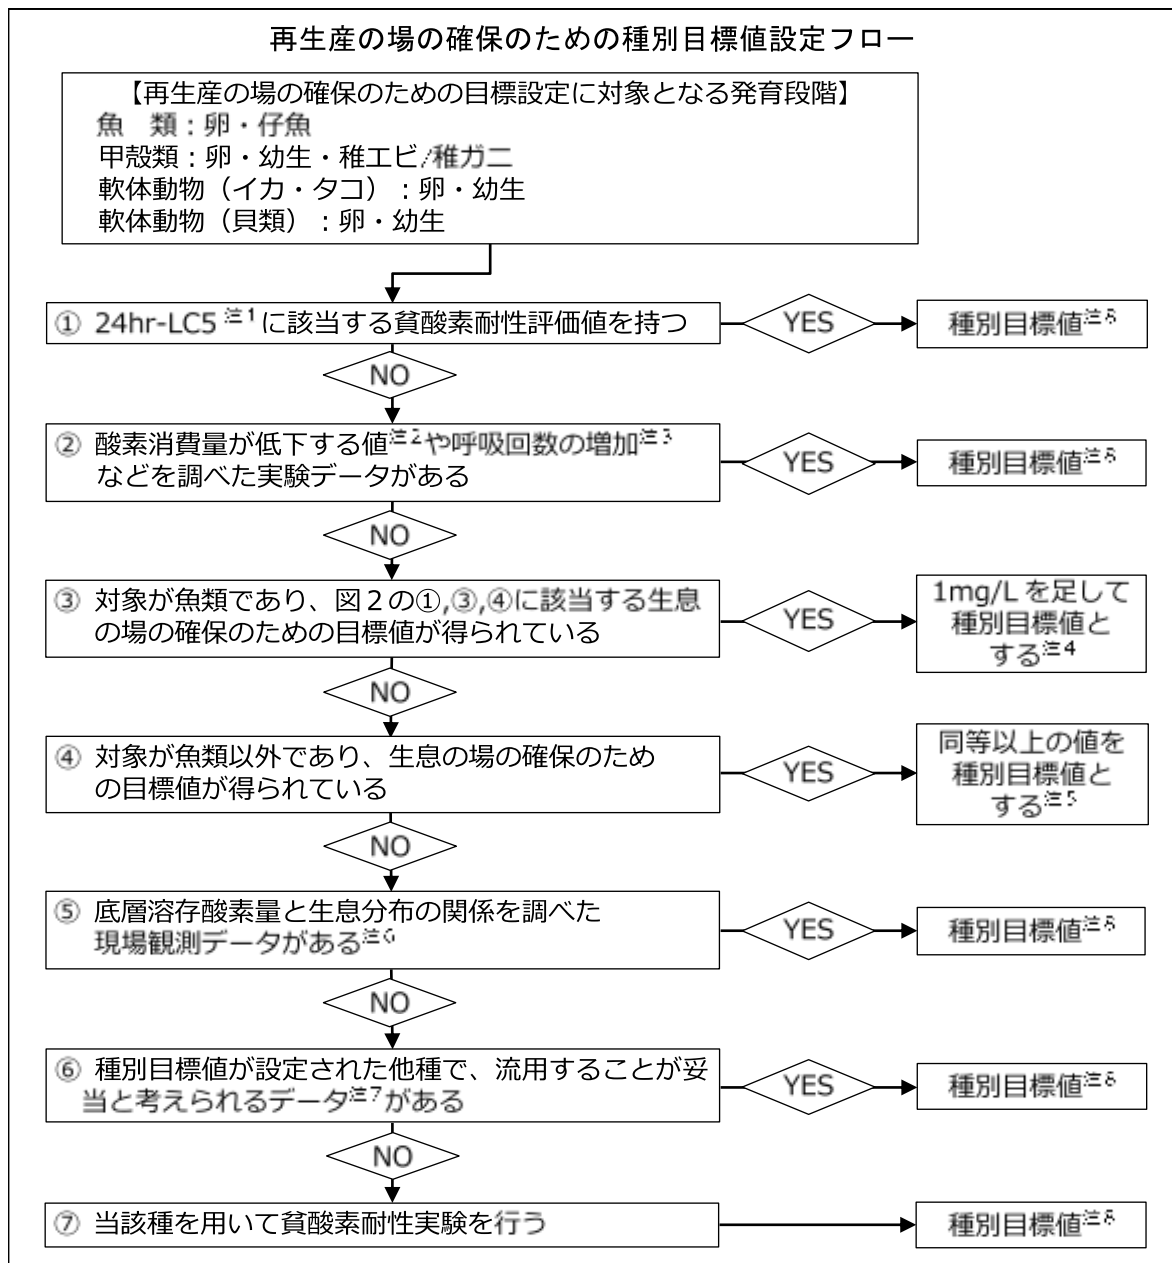 再生産の場の確保のための種別目標値設定フロー
【再生産の場の確保のための目標設定に対象となる発育段階】
魚　類：卵・仔魚
甲殻類：卵・幼生・稚エビ/稚ガニ
軟体動物（イカ・タコ）：卵・幼生
軟体動物（貝類）：卵・幼生
① 24hr-LC5 注1 に該当する貧酸素耐性評価値を持つ
YES
種別目標値注8
NO
② 酸素消費量が低下する値注2や呼吸回数の増加注3
などを調べた実験データがある
YES
種別目標値注8
NO
③ 対象が魚類であり、図２の①,③,④に該当する生息
の場の確保のための目標値が得られている
YES
1mg/L を足して
種別目標値と
する注4
NO
④ 対象が魚類以外であり、生息の場の確保のため
の目標値が得られている
YES
同等以上の値を
種別目標値と
する注5
NO
⑤ 底層溶存酸素量と生息分布の関係を調べた
現場観測データがある注6
YES
種別目標値注8
NO
⑥ 種別目標値が設定された他種で、流用することが妥
当と考えられるデータ注7がある
YES
種別目標値注8
NO
⑦ 当該種を用いて貧酸素耐性実験を行う
種別目標値注8